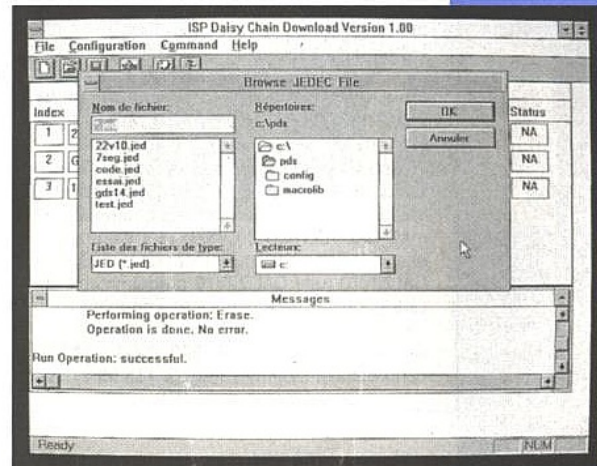 ISP Daisy Chain Download Version 1.00
File Configuration Command Help
Browse JEDEC File
Index
Status
Nom de fichier:
Répertoires:
OK
c:\pds
Annuler
1
2
NA
2
G
NA
3
1
NA
22v10.jed
7seg.jed
code.jed
essai.jed
gds14.jed
test.jed
c:\
pds
config
macrolib
Liste des fichiers de type:
Lecteurs:
JED (*.jed)
c:
Messages
Performing operation: Erase.
Operation is done. No error.
Run Operation: successful.
Ready
NUM